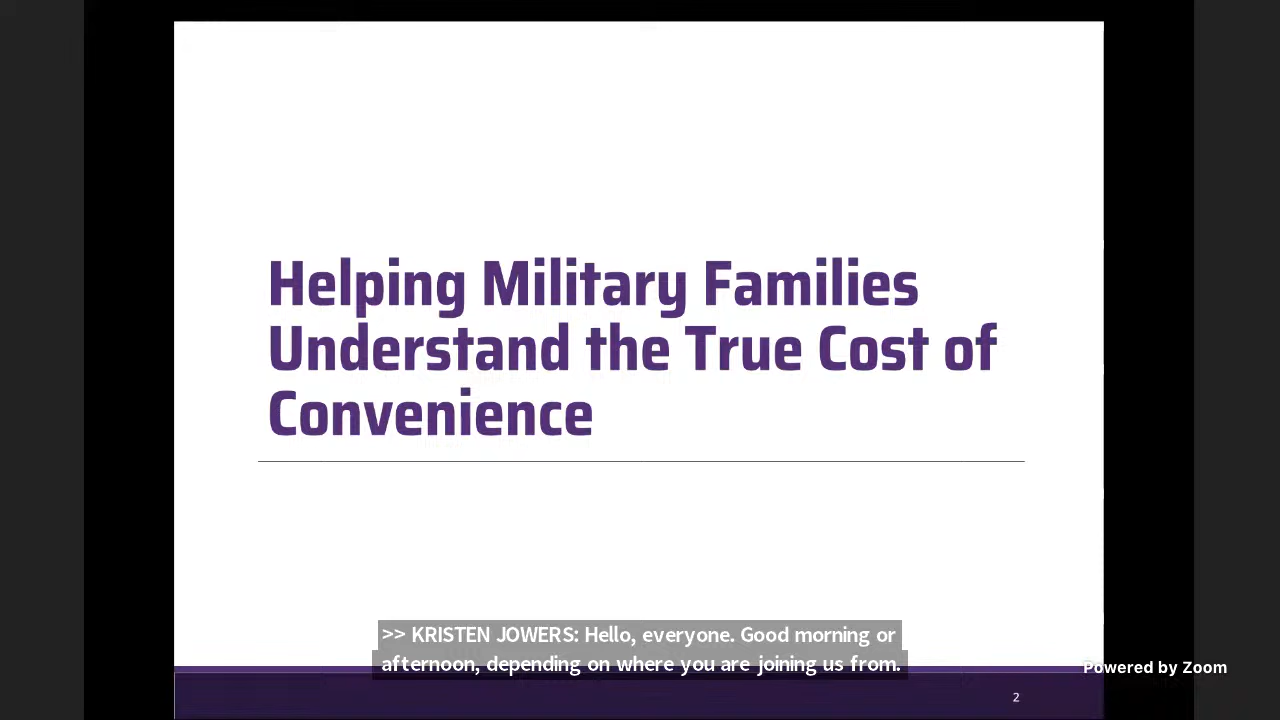 Helping Military Families
Understand the True Cost of
Convenience
>> KRISTEN JOWERS: Hello, everyone. Good morning or
afternoon, depending on where you are joining us from.
Powered by Zoom
2